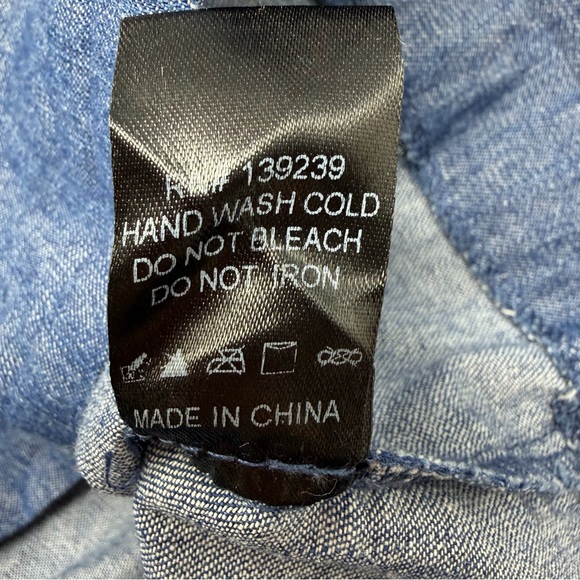 139239
HAND WASH COLD
DO NOT BLEACH
DO NOT IRON
MADE IN CHINA